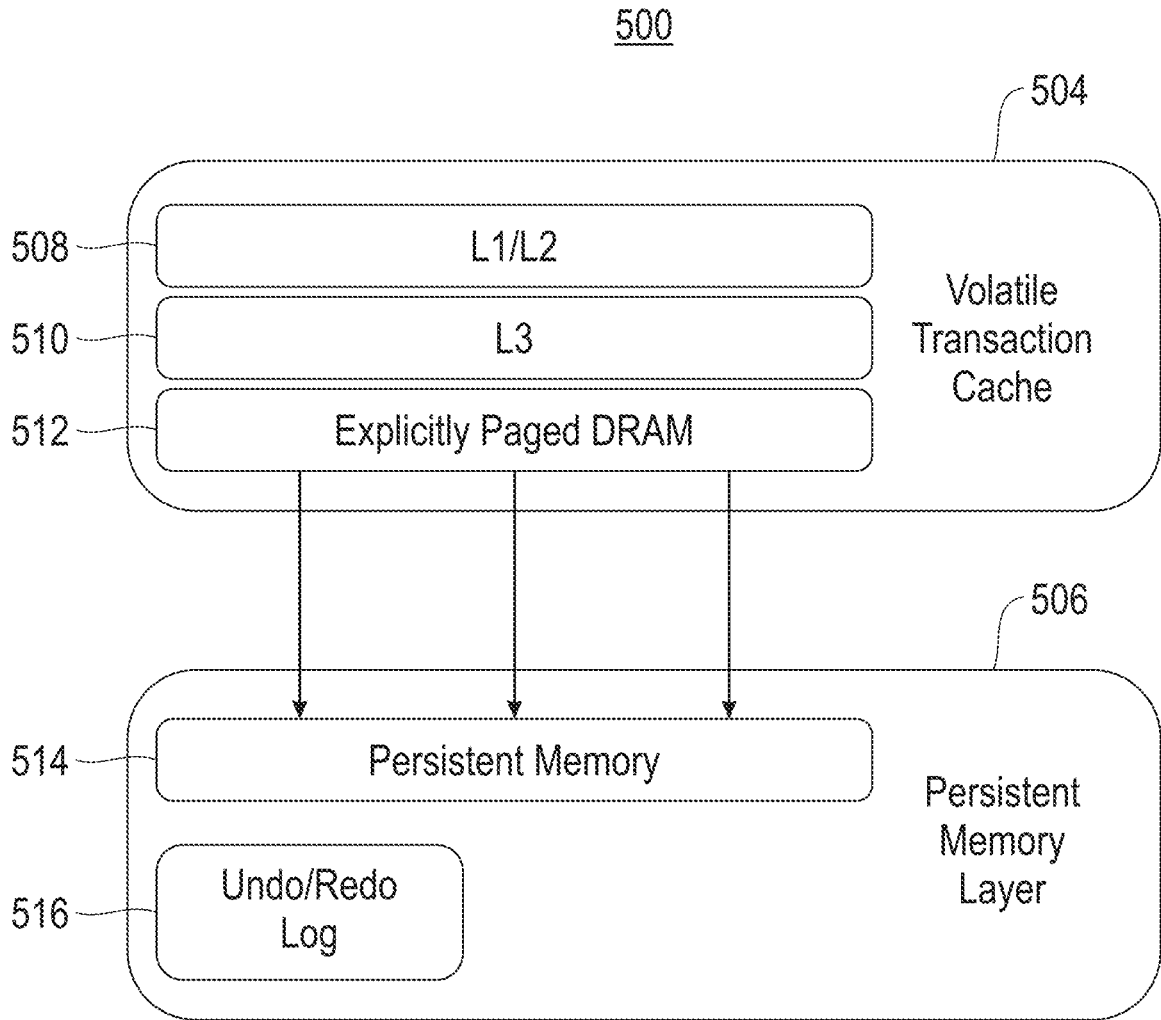 500
504
508
L1/L2
510
L3
512
Explicitly Paged DRAM
Volatile
Transaction
Cache
506
514
Persistent Memory
Persistent
Memory
Layer
516
Undo/Redo
Log